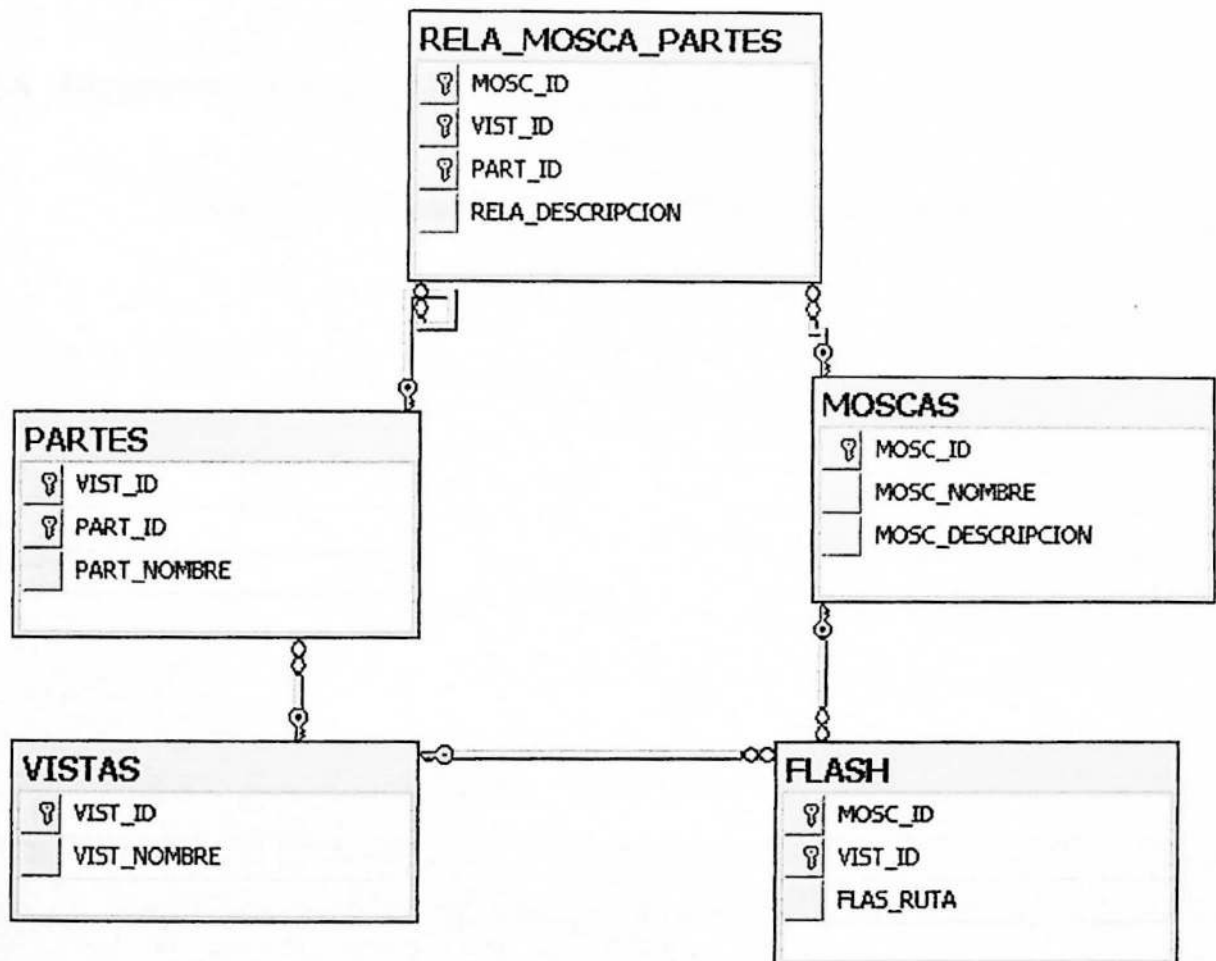 RELA_MOSCA_PARTES
MOSC_ID
VIST_ID
PART_ID
RELA_DESCRIPCION
PARTES
VIST_ID
PART_ID
PART_NOMBRE
MOSCAS
MOSC_ID
MOSC_NOMBRE
MOSC_DESCRIPCION
VISTAS
VIST_ID
VIST_NOMBRE
FLASH
MOSC_ID
VIST_ID
FLAS_RUTA